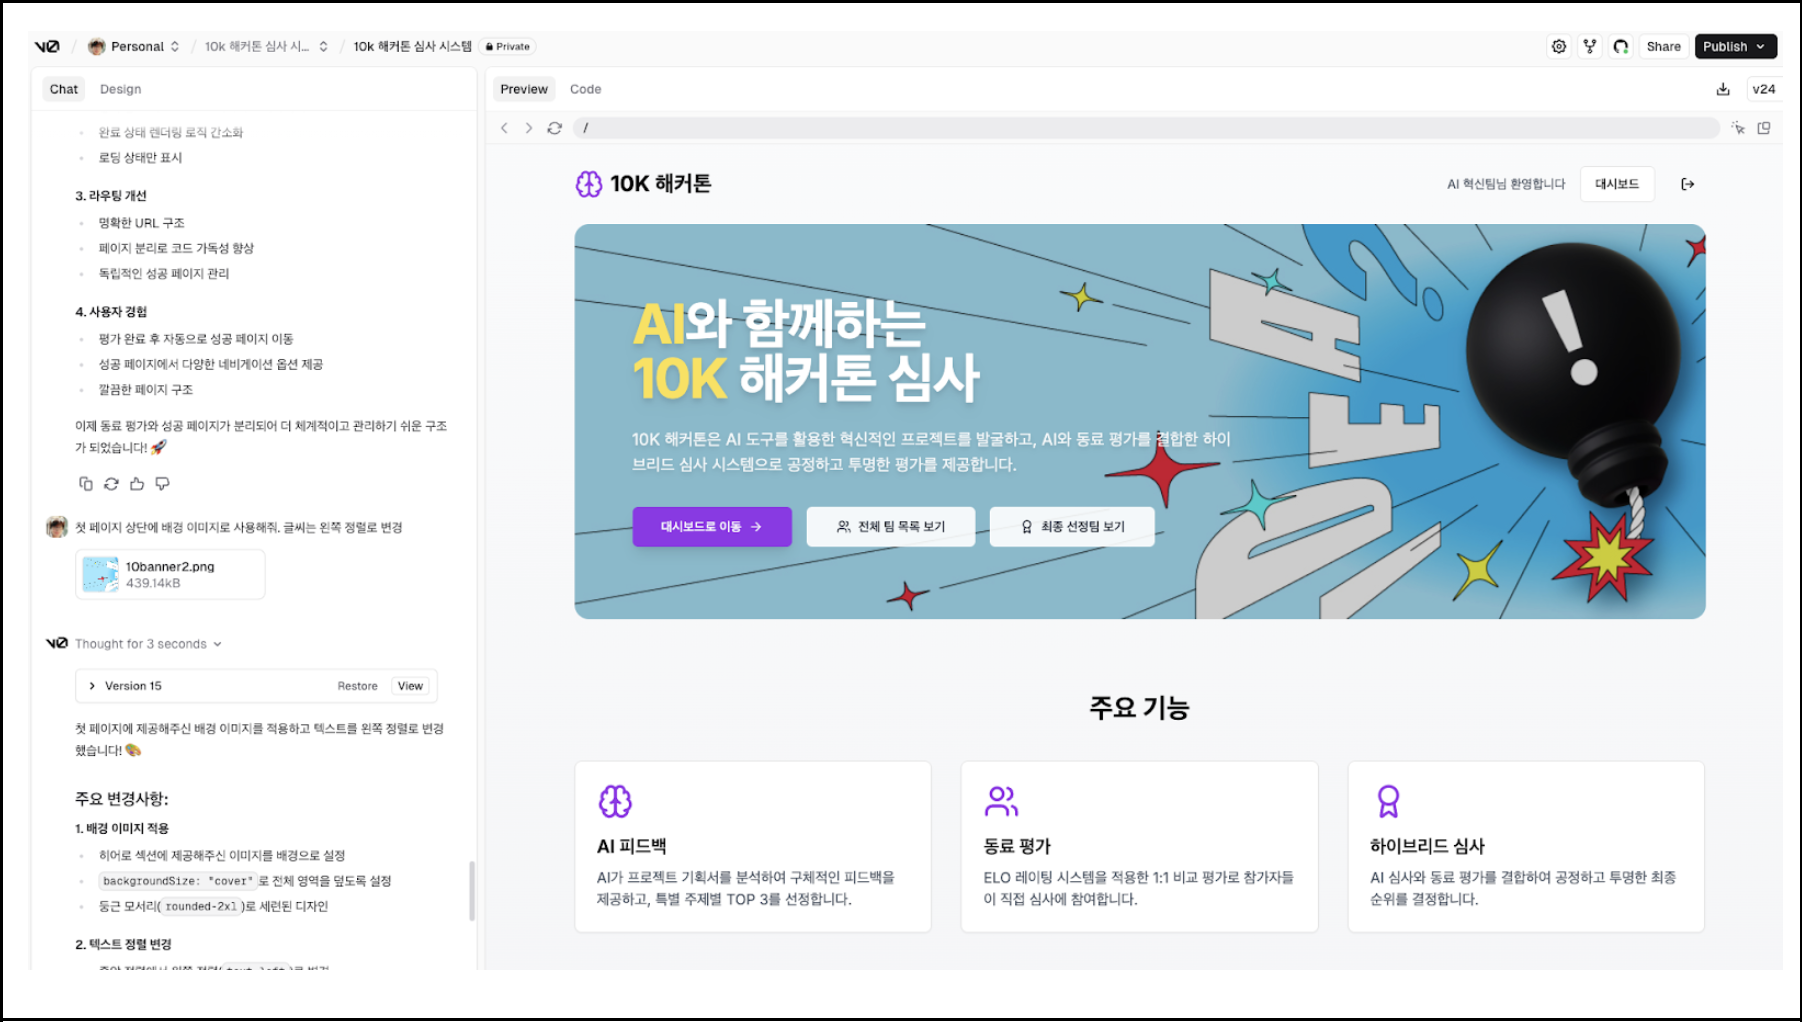 v0 / Personal / 10k 해커톤 심사 시... / 10k 해커톤 심사 시스템 Private
Share Publish
Chat Design
완료 상태 렌더링 로직 간소화
로딩 상태만 표시
3. 라우팅 개선
명확한 URL 구조
페이지 분리로 코드 가독성 향상
독립적인 성공 페이지 관리
4. 사용자 경험
평가 완료 후 자동으로 성공 페이지 이동
성공 페이지에서 다양한 네비게이션 옵션 제공
깔끔한 페이지 구조
이제 동료 평가와 성공 페이지가 분리되어 더 체계적이고 관리하기 쉬운 구조
가 되었습니다! 🚀
첫 페이지 상단에 배경 이미지로 사용해줘. 글씨는 왼쪽 정렬로 변경
10banner2.png
439.14kB
v0 Thought for 3 seconds
Version 15 Restore View
첫 페이지에 제공해주신 배경 이미지를 적용하고 텍스트를 왼쪽 정렬로 변경
했습니다! 🎨
주요 변경사항:
1. 배경 이미지 적용
히어로 섹션에 제공해주신 이미지를 배경으로 설정
backgroundSize: "cover" 로 전체 영역을 덮도록 설정
둥근 모서리( rounded-2xl )로 세련된 디자인
2. 텍스트 정렬 변경
중앙 정렬에서 왼쪽 정렬( text-left )로 변경
Preview Code
v24
/
10K 해커톤
AI 혁신팀님 환영합니다 대시보드
AI와 함께하는
10K 해커톤 심사
10K 해커톤은 AI 도구를 활용한 혁신적인 프로젝트를 발굴하고, AI와 동료 평가를 결합한 하이
브리드 심사 시스템으로 공정하고 투명한 평가를 제공합니다.
대시보드로 이동 → 전체 팀 목록 보기 최종 선정팀 보기
IDEA?
!
주요 기능
AI 피드백
AI가 프로젝트 기획서를 분석하여 구체적인 피드백을
제공하고, 특별 주제별 TOP 3를 선정합니다.
동료 평가
ELO 레이팅 시스템을 적용한 1:1 비교 평가로 참가자들
이 직접 심사에 참여합니다.
하이브리드 심사
AI 심사와 동료 평가를 결합하여 공정하고 투명한 최종
순위를 결정합니다.